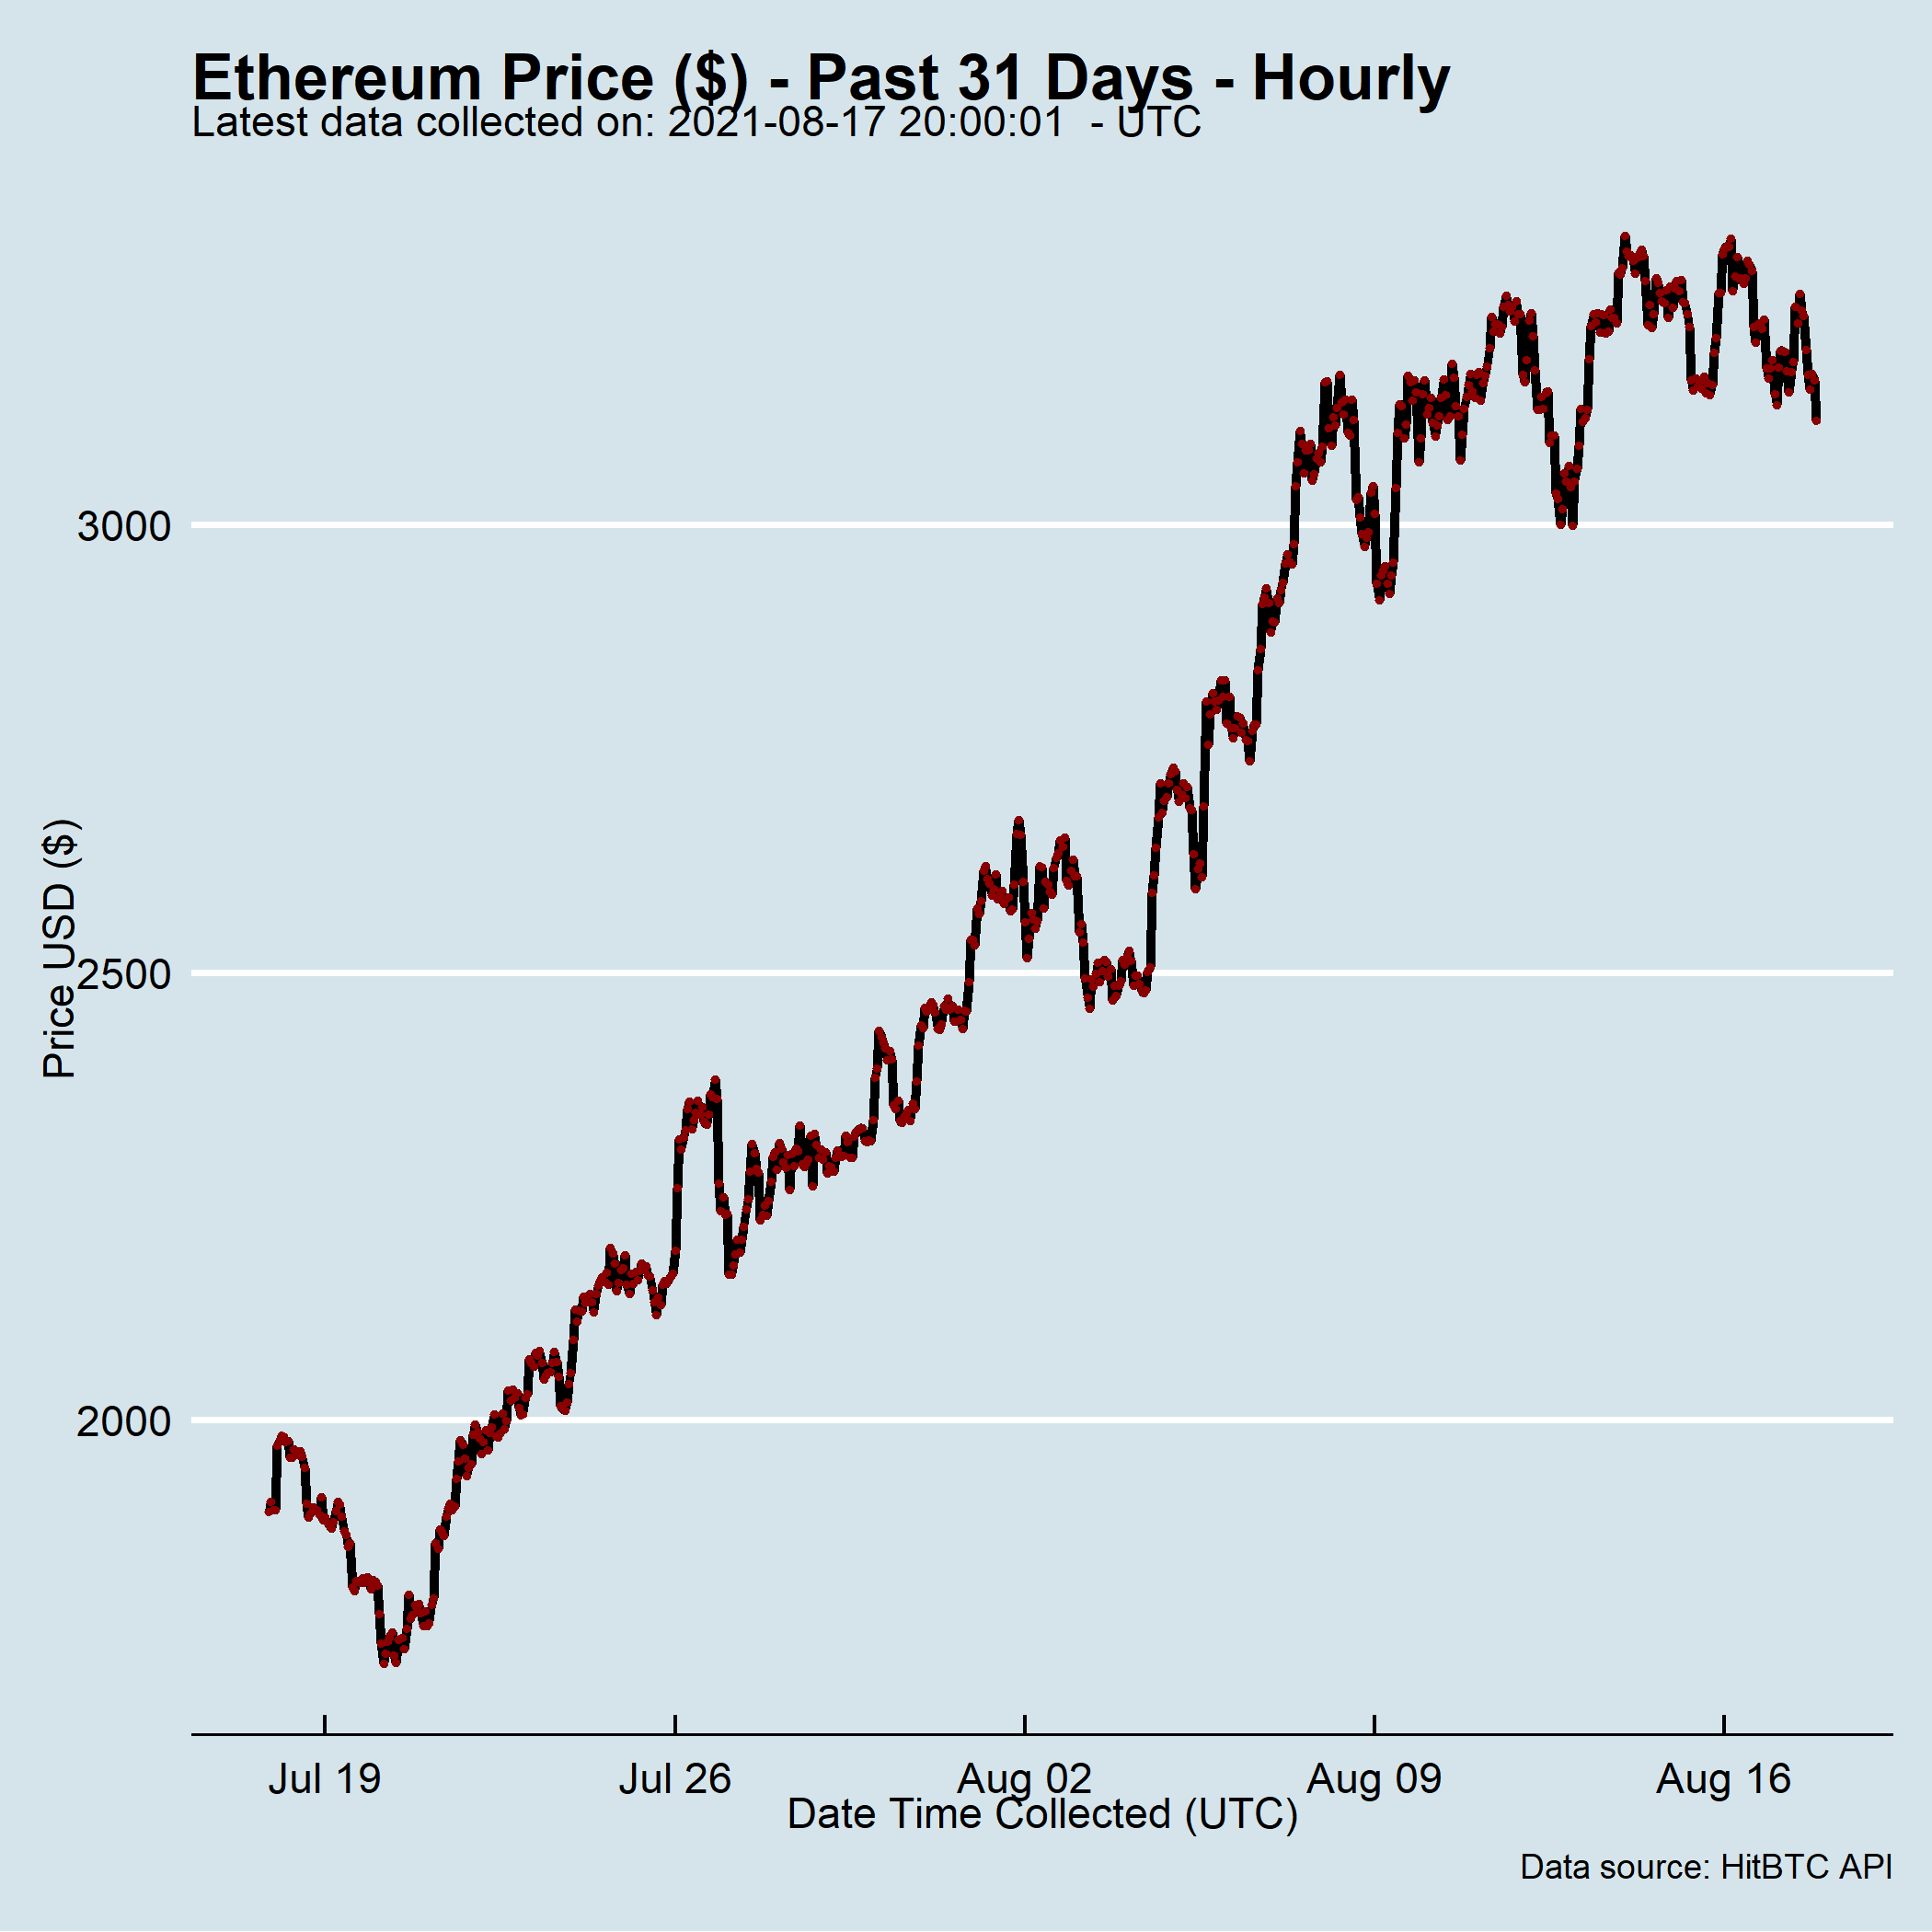 Ethereum Price ($) - Past 31 Days - Hourly
Latest data collected on: 2021-08-17 20:00:01  - UTC
3000
2500
2000
Price USD ($)
Jul 19
Jul 26
Aug 02
Aug 09
Aug 16
Date Time Collected (UTC)
Data source: HitBTC API